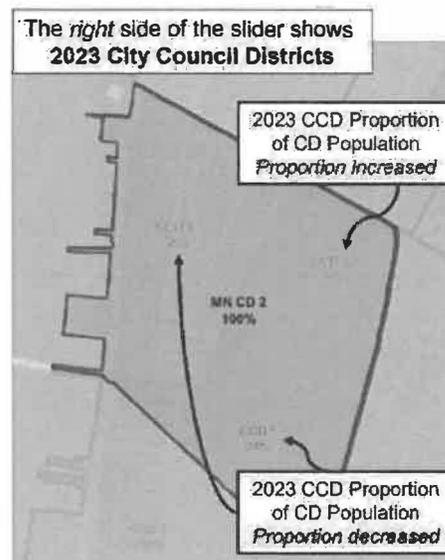 The right side of the slider shows
2023 City Council Districts
2023 CCD Proportion
of CD Population
Proportion increased
MN CD 2
100%
2023 CCD Proportion
of CD Population
Proportion decreased